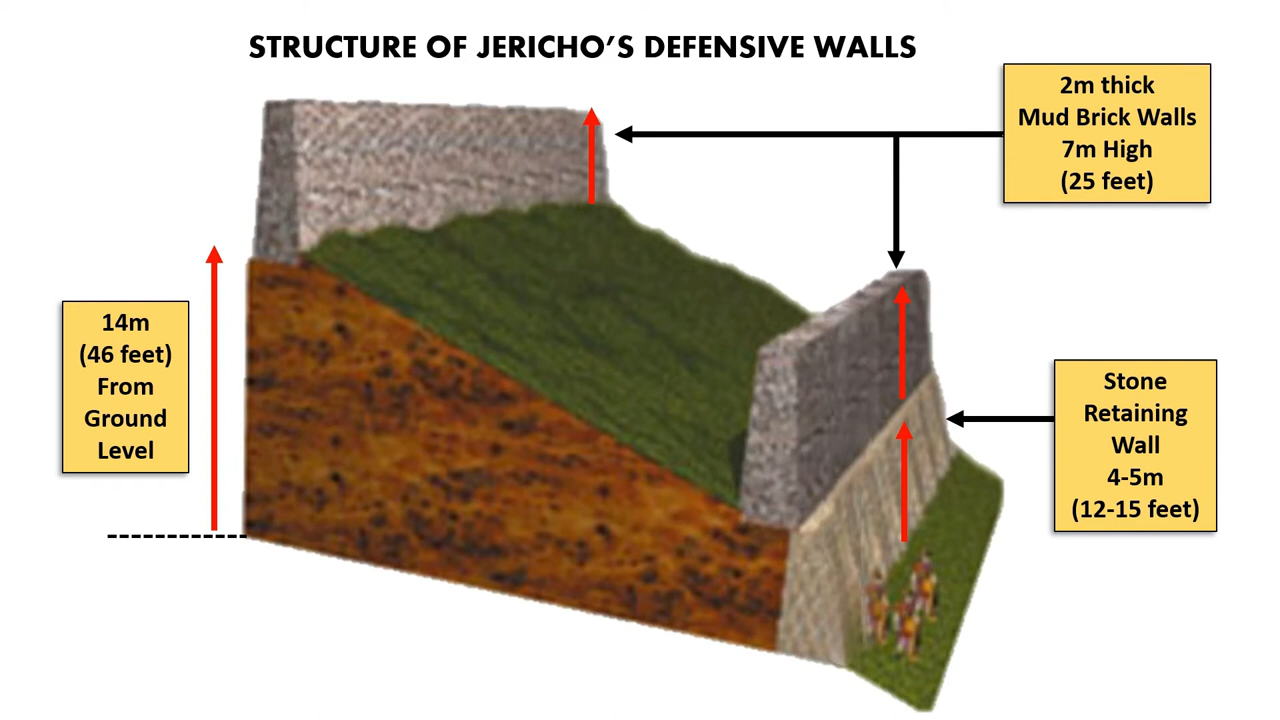 STRUCTURE OF JERICHO’S DEFENSIVE WALLS
2m thick
Mud Brick Walls
7m High
(25 feet)
14m
(46 feet)
From
Ground
Level
Stone
Retaining
Wall
4-5m
(12-15 feet)